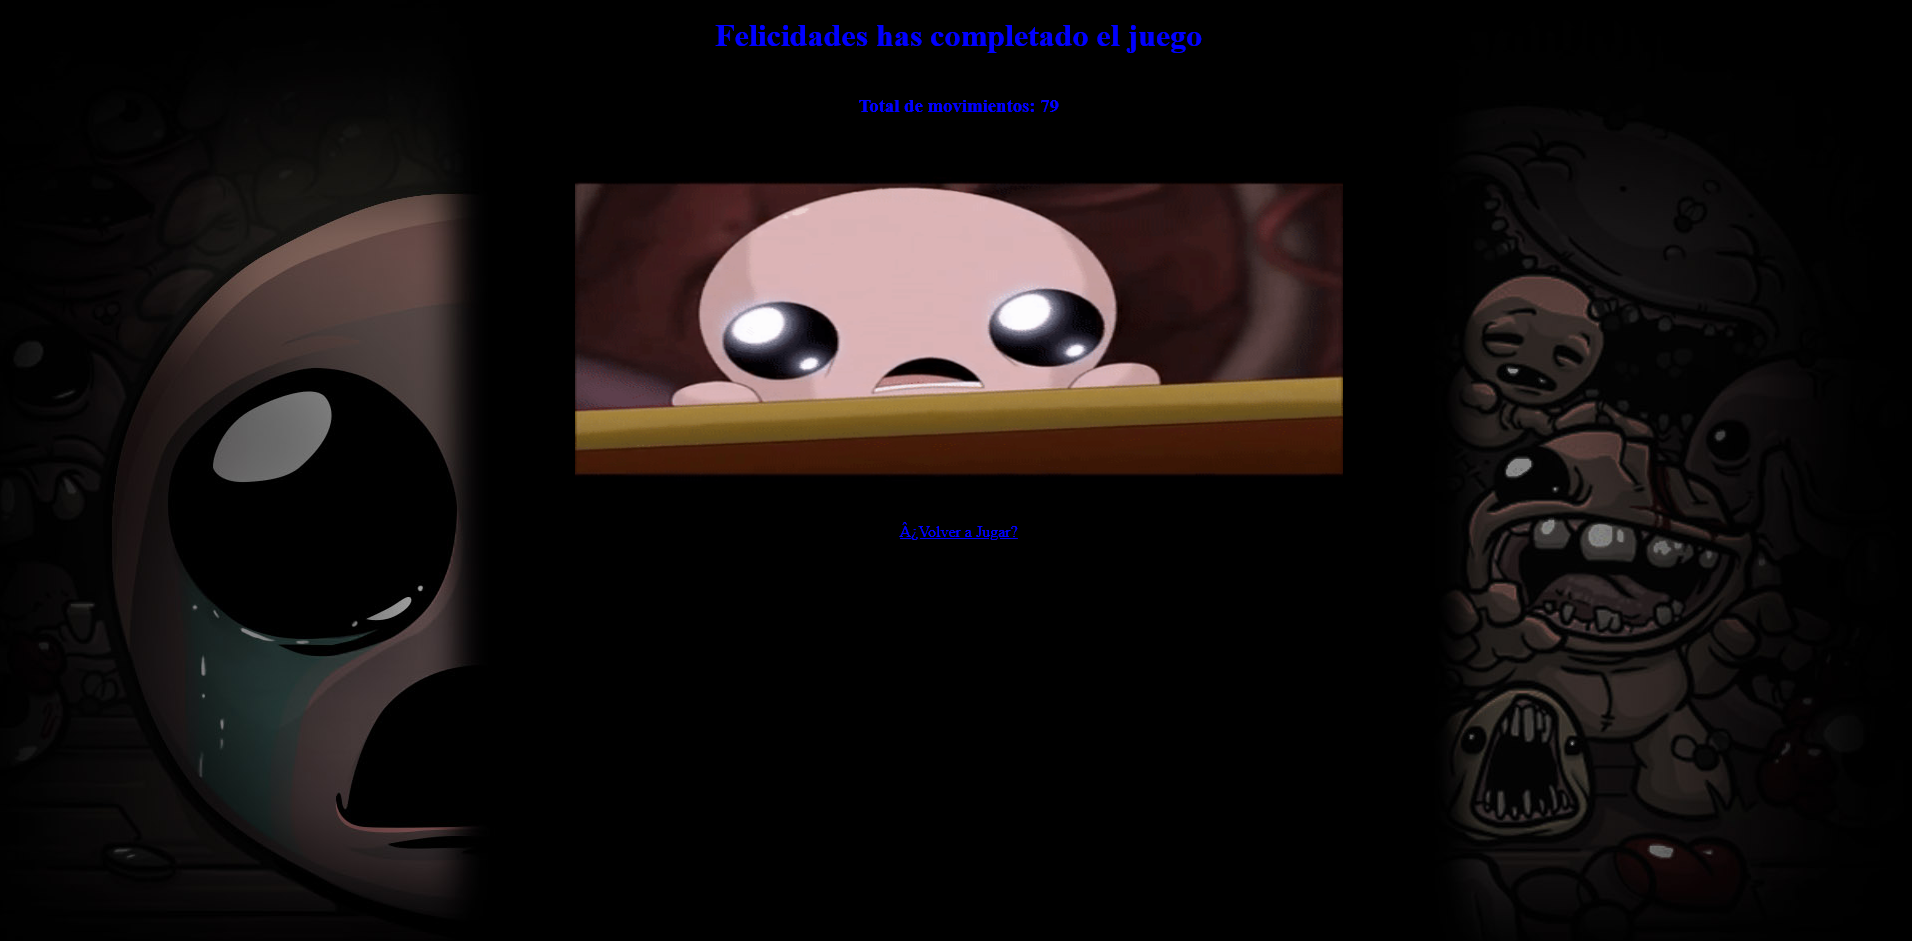 Felicidades has completado el juego
Total de movimientos: 79
Â¿Volver a Jugar?